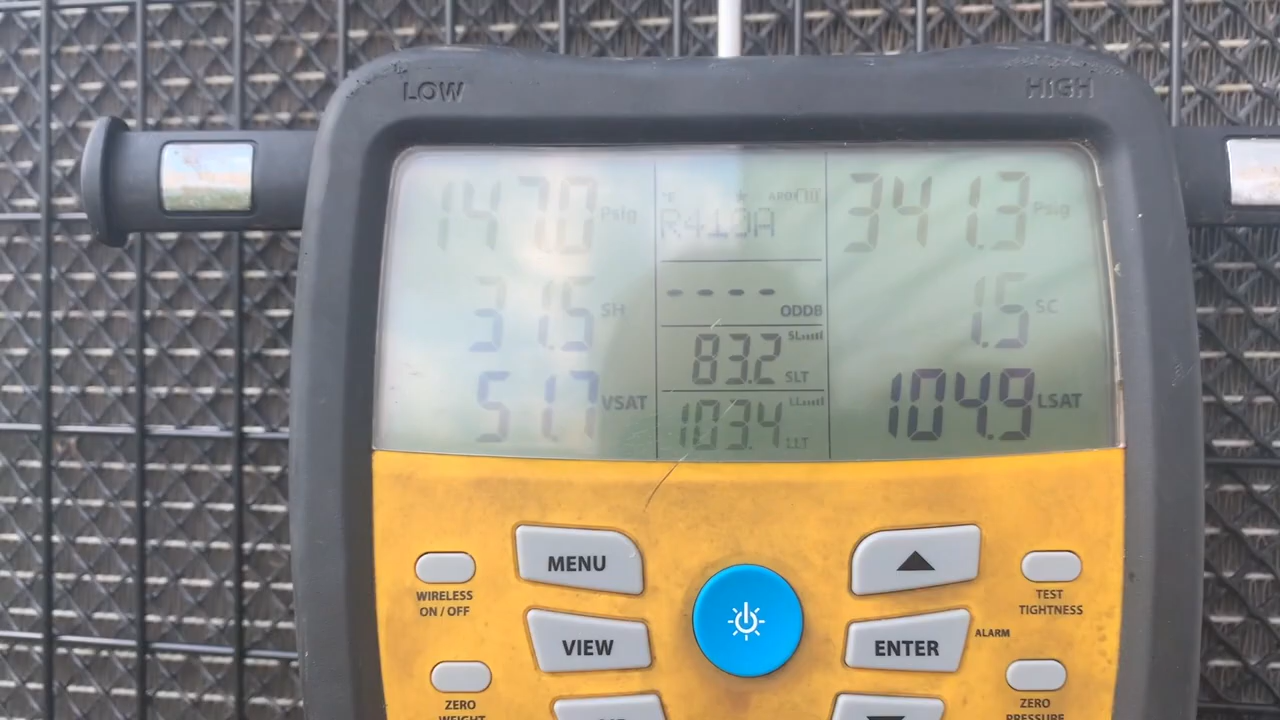 LOW HIGH
147.0 Psig
°F
R410A
341.3 Psig
31.5 SH
---- ODDB
1.5 SC
83.2 SLT
51.7 VSAT
103.4 LLT
104.9 LSAT
MENU
WIRELESS
ON / OFF
TEST
TIGHTNESS
VIEW
ENTER
ALARM
ZERO
WEIGHT
ZERO
PRESSURE